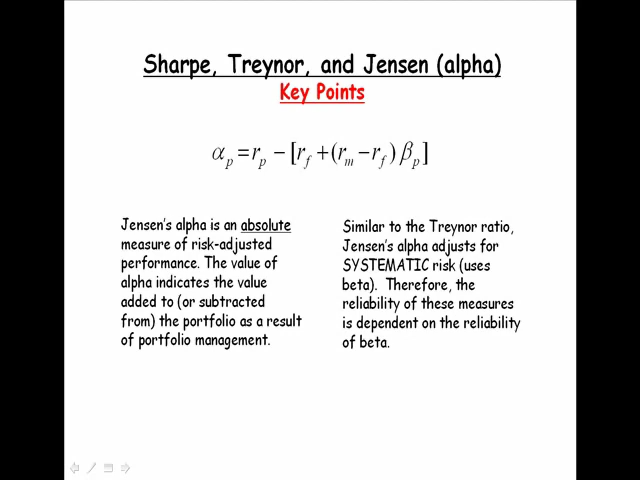 Sharpe, Treynor, and Jensen (alpha)
Key Points
αₚ = rₚ − [r_f + (r_m − r_f) βₚ]
Jensen's alpha is an absolute
measure of risk-adjusted
performance. The value of
alpha indicates the value
added to (or subtracted
from) the portfolio as a result
of portfolio management.
Similar to the Treynor ratio,
Jensen's alpha adjusts for
SYSTEMATIC risk (uses
beta). Therefore, the
reliability of these measures
is dependent on the reliability
of beta.